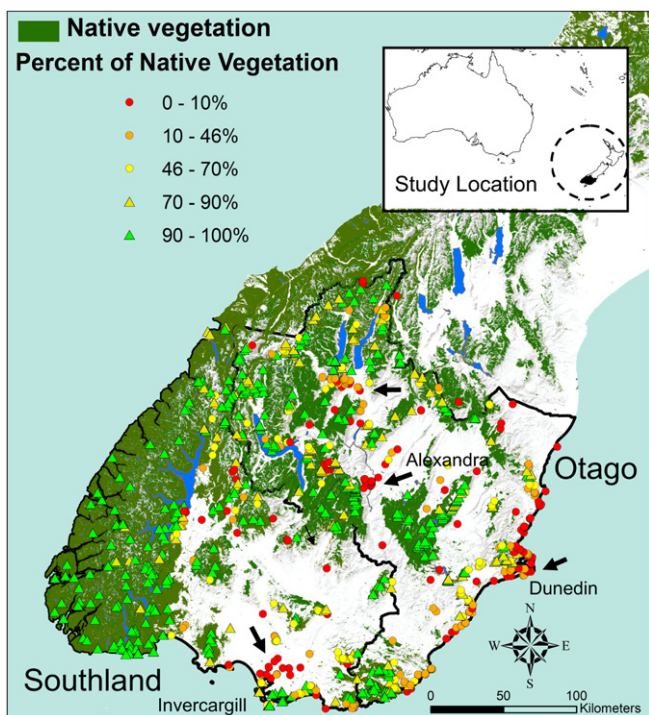 Native vegetation
Percent of Native Vegetation
0 - 10%
10 - 46%
46 - 70%
70 - 90%
90 - 100%
Study Location
Alexandra
Otago
Dunedin
N
W E
S
Southland
Invercargill
0 50 100
Kilometers